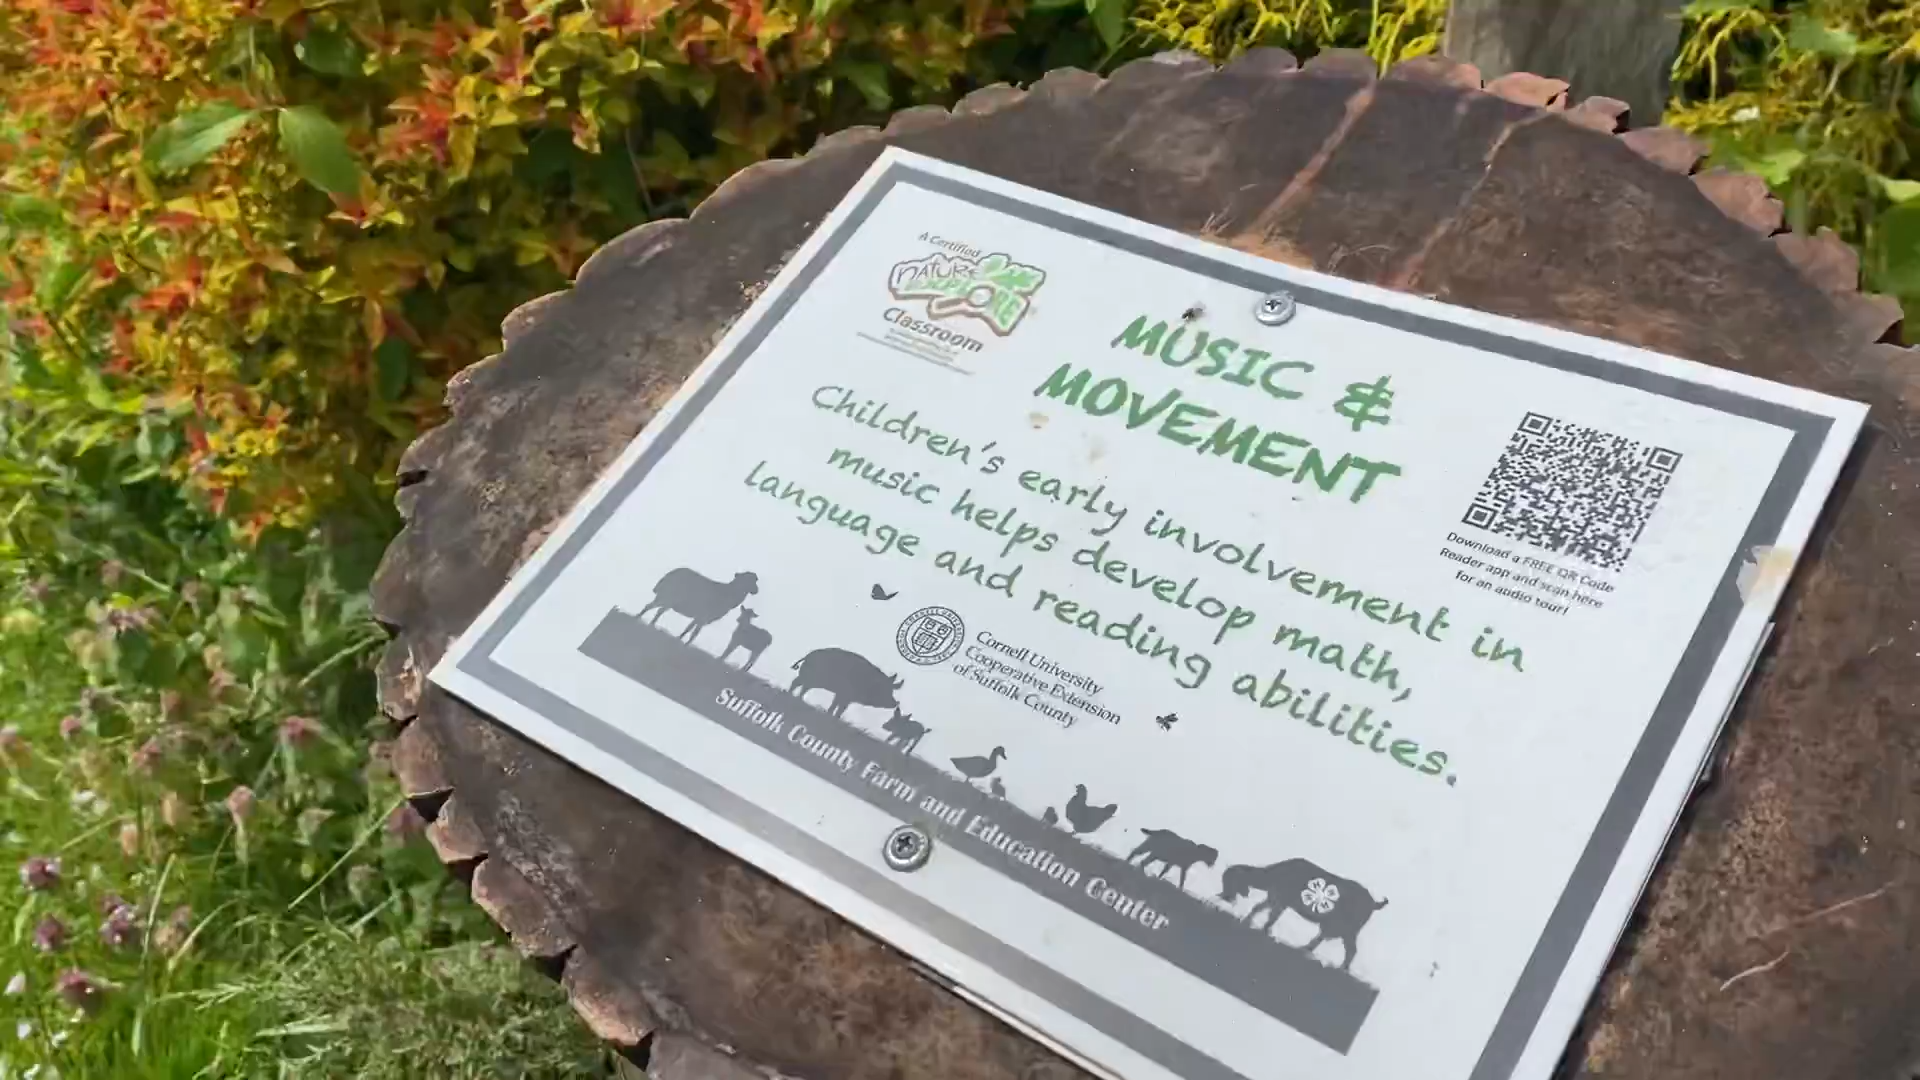 A Certified
NATURE
EXPLORE
Classroom
MUSIC &
MOVEMENT
Children's early involvement in
music helps develop math,
language and reading abilities.
Download a FREE QR Code
Reader app and scan here
for an audio tour!
Cornell University
Cooperative Extension
of Suffolk County
Suffolk County Farm and Education Center